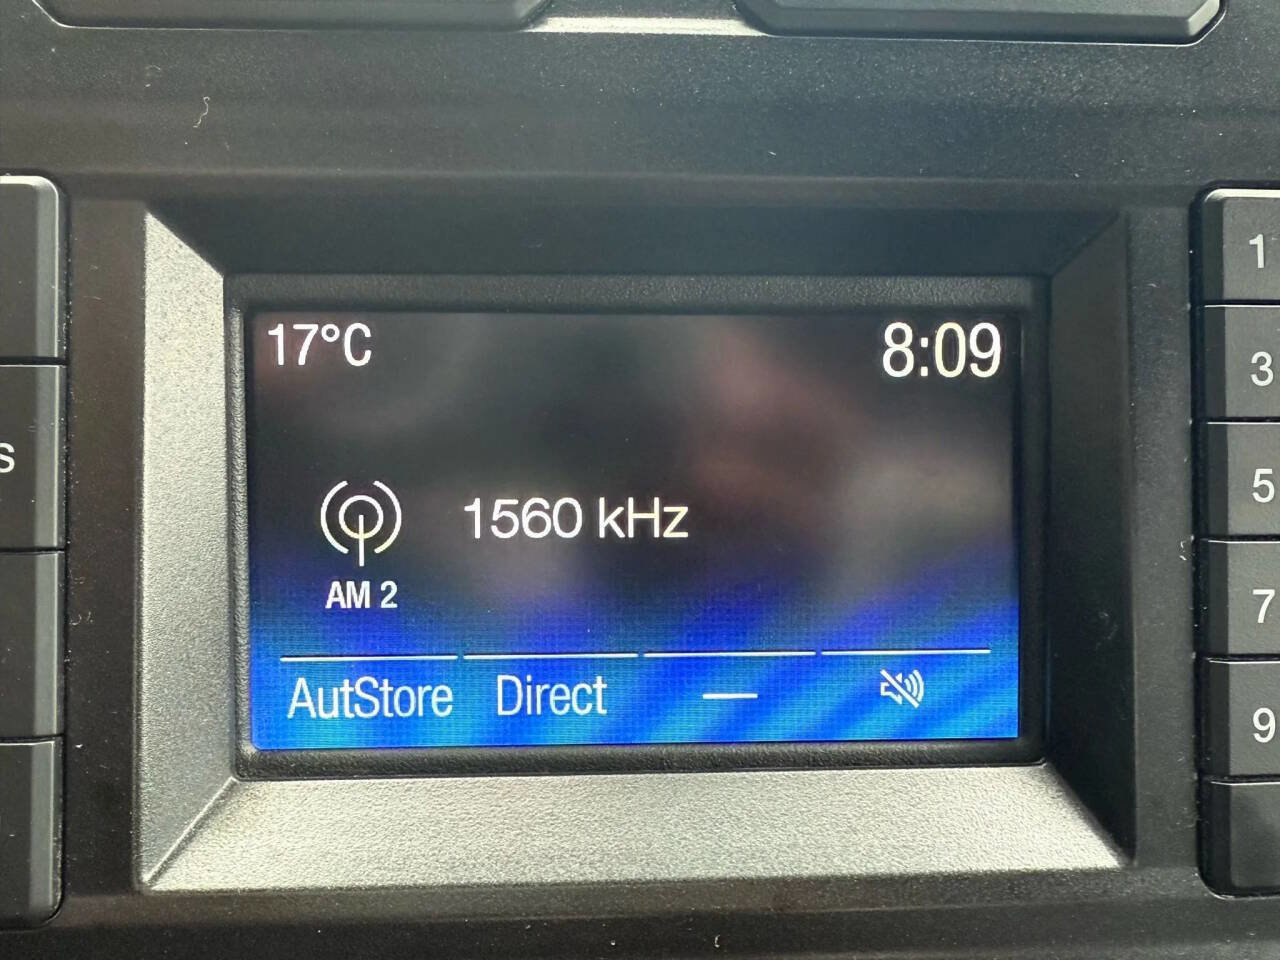 17°C
8:09
1560 kHz
AM 2
AutStore
Direct
—
S
1
3
5
7
9